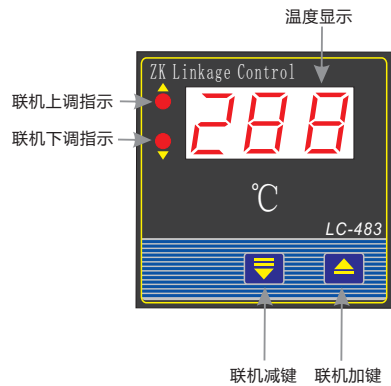 温度显示
ZK Linkage Control
联机上调指示
288
联机下调指示
℃
LC-483
联机减键 联机加键